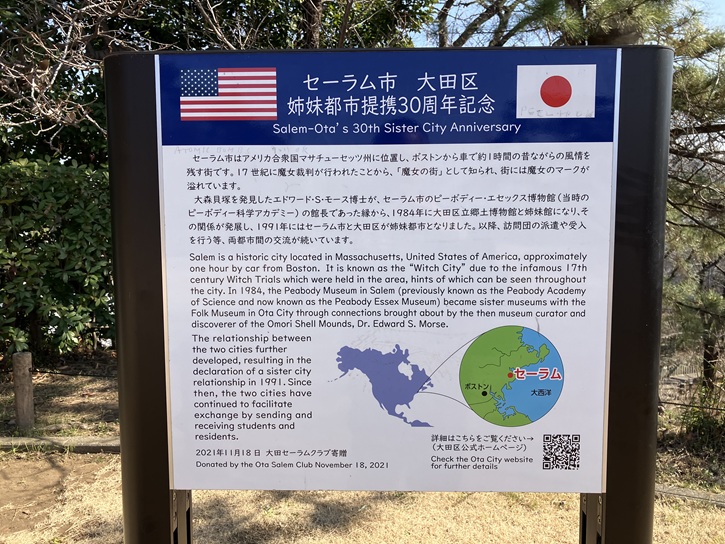 セーラム市 大田区
姉妹都市提携30周年記念
Salem-Ota's 30th Sister City Anniversary
セーラム市はアメリカ合衆国マサチューセッツ州に位置し、ボストンから車で約1時間の昔ながらの風情を
残す街です。17世紀に魔女裁判が行われたことから、「魔女の街」として知られ、街には魔女のマークが
溢れています。
大森貝塚を発見したエドワード・S・モース博士が、セーラム市のピーボディー・エセックス博物館(当時の
ピーボディー科学アカデミー)の館長であった縁から、1984年に大田区立郷土博物館と姉妹館になり、そ
の関係が発展し、1991年にはセーラム市と大田区が姉妹都市となりました。以降、訪問団の派遣や受入
を行う等、両都市間の交流が続いています。
Salem is a historic city located in Massachusetts, United States of America, approximately
one hour by car from Boston. It is known as the “Witch City” due to the infamous 17th
century Witch Trials which were held in the area, hints of which can be seen throughout
the city. In 1984, the Peabody Museum in Salem (previously known as the Peabody Academy
of Science and now known as the Peabody Essex Museum) became sister museums with the
Folk Museum in Ota City through connections brought about by the then museum curator and
discoverer of the Omori Shell Mounds, Dr. Edward S. Morse.
The relationship between
the two cities further
developed, resulting in the
declaration of a sister city
relationship in 1991. Since
then, the two cities have
continued to facilitate
exchange by sending and
receiving students and
residents.
セーラム
ボストン
大西洋
2021年11月18日 大田セーラムクラブ寄贈
Donated by the Ota Salem Club November 18, 2021
詳細はこちらをご覧ください→
(大田区公式ホームページ)
Check the Ota City website
for further details